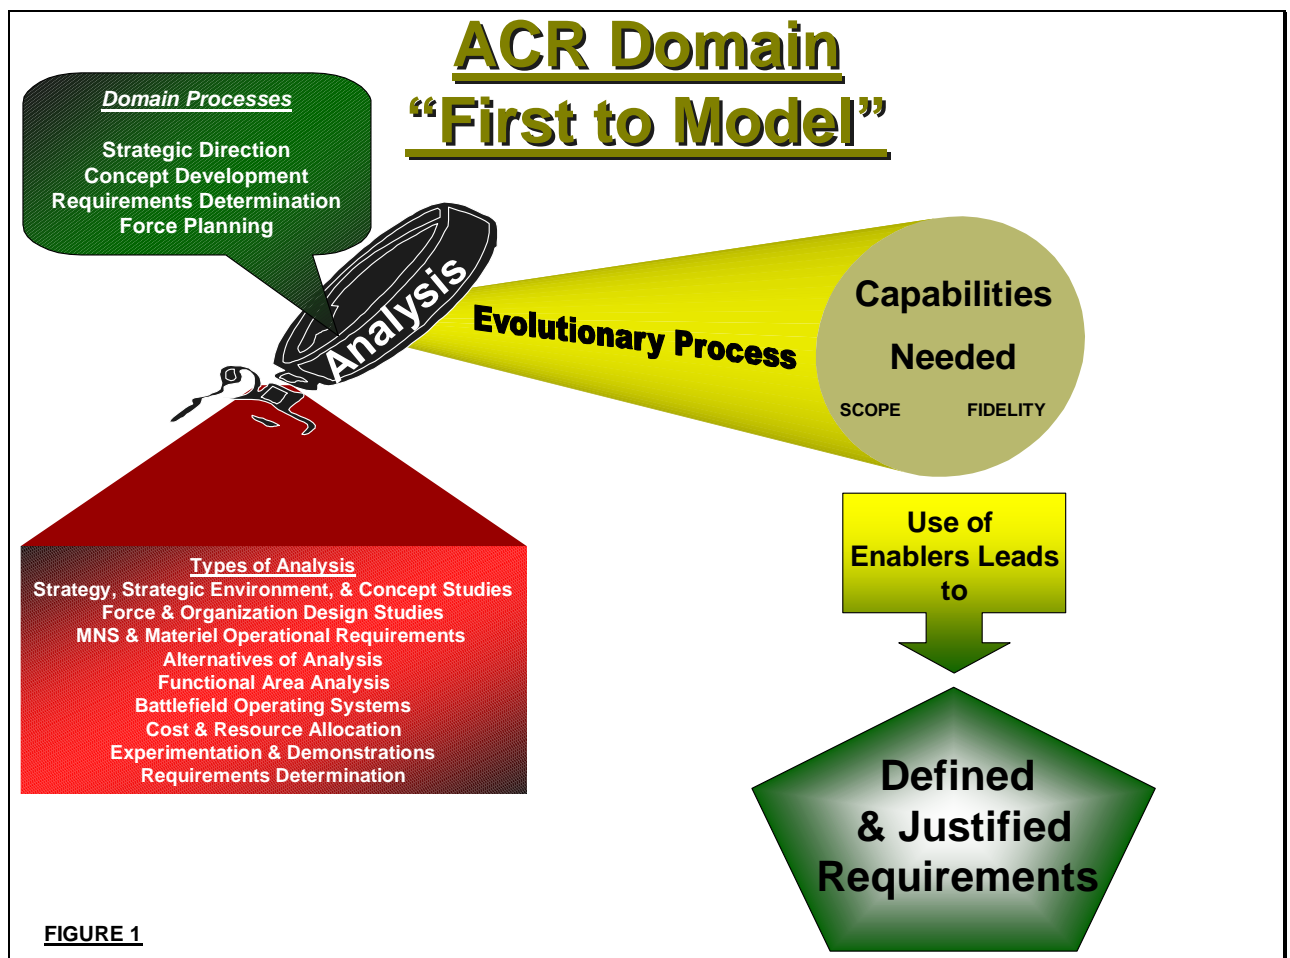 ACR Domain
“First to Model”
Domain Processes
Strategic Direction
Concept Development
Requirements Determination
Force Planning
Analysis
Evolutionary Process
Capabilities
Needed
SCOPE FIDELITY
Types of Analysis
Strategy, Strategic Environment, & Concept Studies
Force & Organization Design Studies
MNS & Materiel Operational Requirements
Alternatives of Analysis
Functional Area Analysis
Battlefield Operating Systems
Cost & Resource Allocation
Experimentation & Demonstrations
Requirements Determination
Use of
Enablers Leads
to
Defined
& Justified
Requirements
FIGURE 1